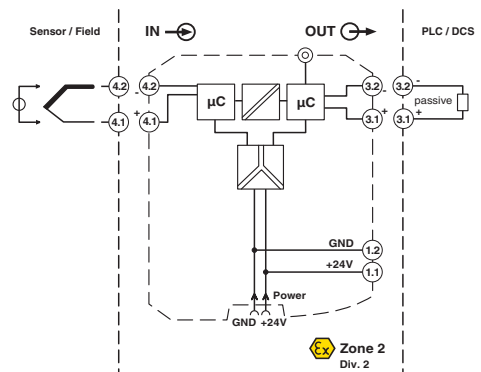 Sensor / Field
IN
OUT
PLC / DCS
4.2
4.2
-
µC
µC
3.2
-
3.2
-
passive
4.1
+
4.1
3.1
+
3.1
+
GND
1.2
+24V
1.1
Power
GND +24V
Ex
Zone 2
Div. 2